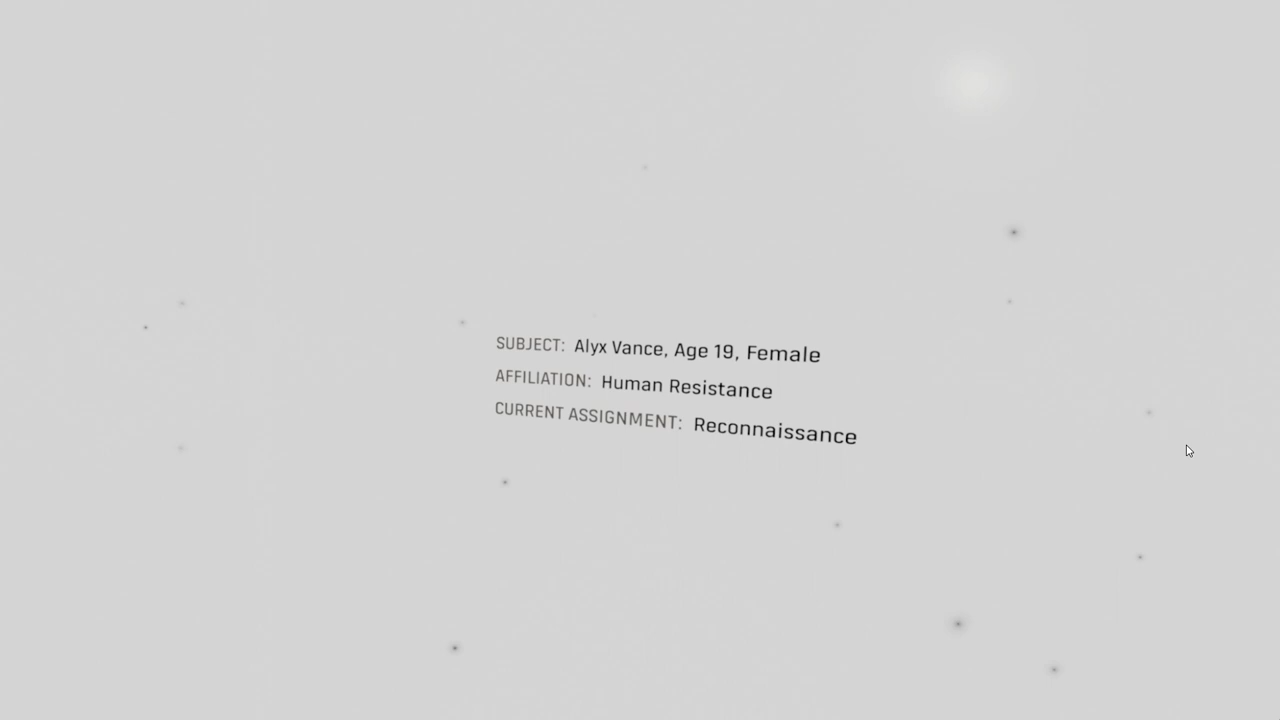 SUBJECT: Alyx Vance, Age 19, Female
AFFILIATION: Human Resistance
CURRENT ASSIGNMENT: Reconnaissance